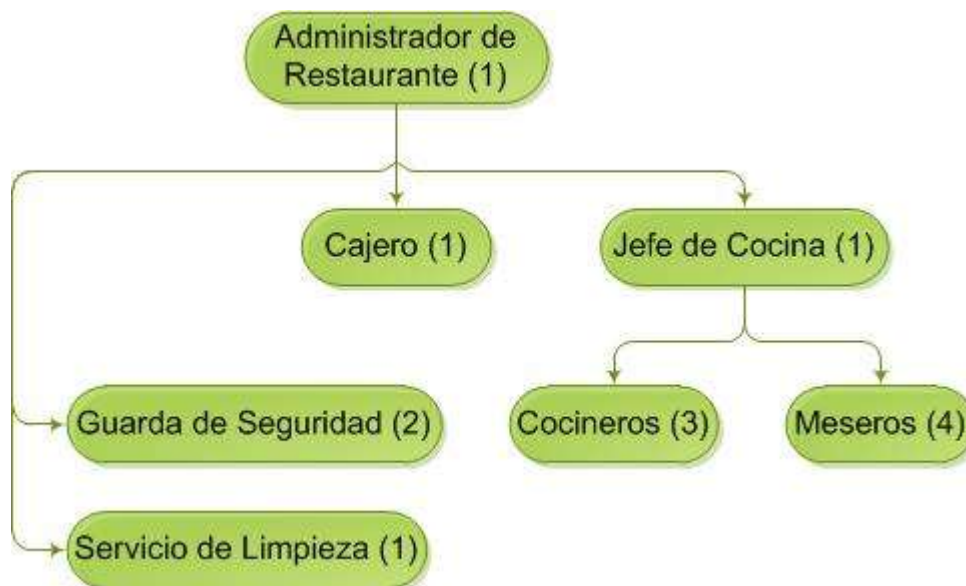 Administrador de
Restaurante (1)
Cajero (1)
Jefe de Cocina (1)
Guarda de Seguridad (2)
Cocineros (3)
Meseros (4)
Servicio de Limpieza (1)